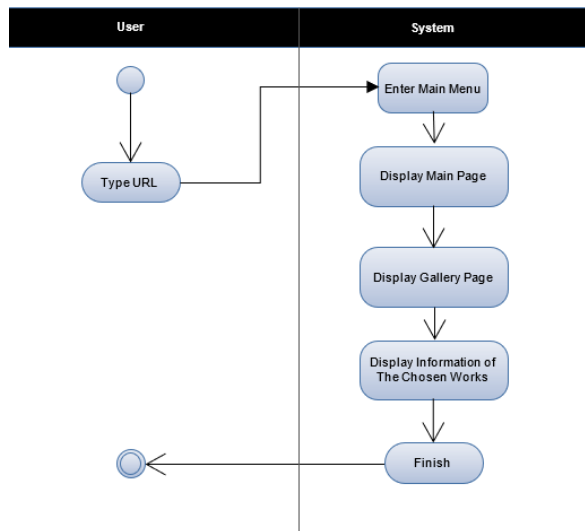 User
System
Enter Main Menu
Type URL
Display Main Page
Display Gallery Page
Display Information of
The Chosen Works
Finish